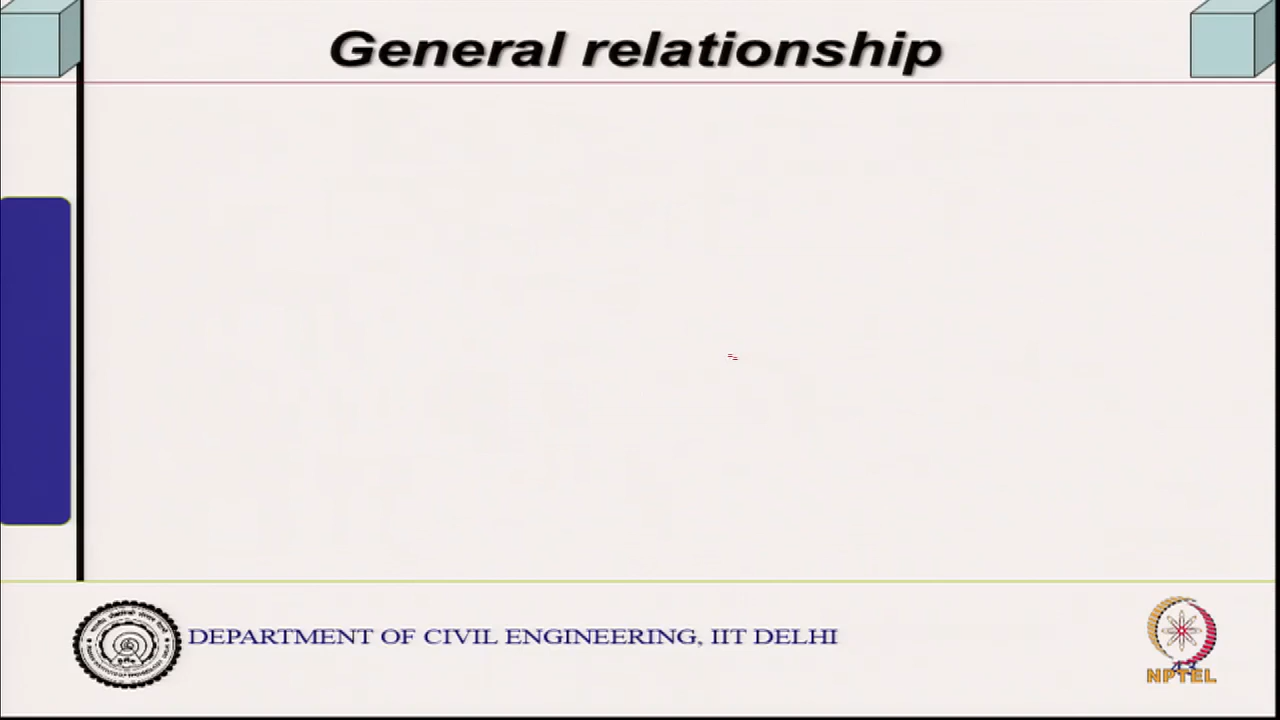 General relationship
DEPARTMENT OF CIVIL ENGINEERING, IIT DELHI
NPTEL